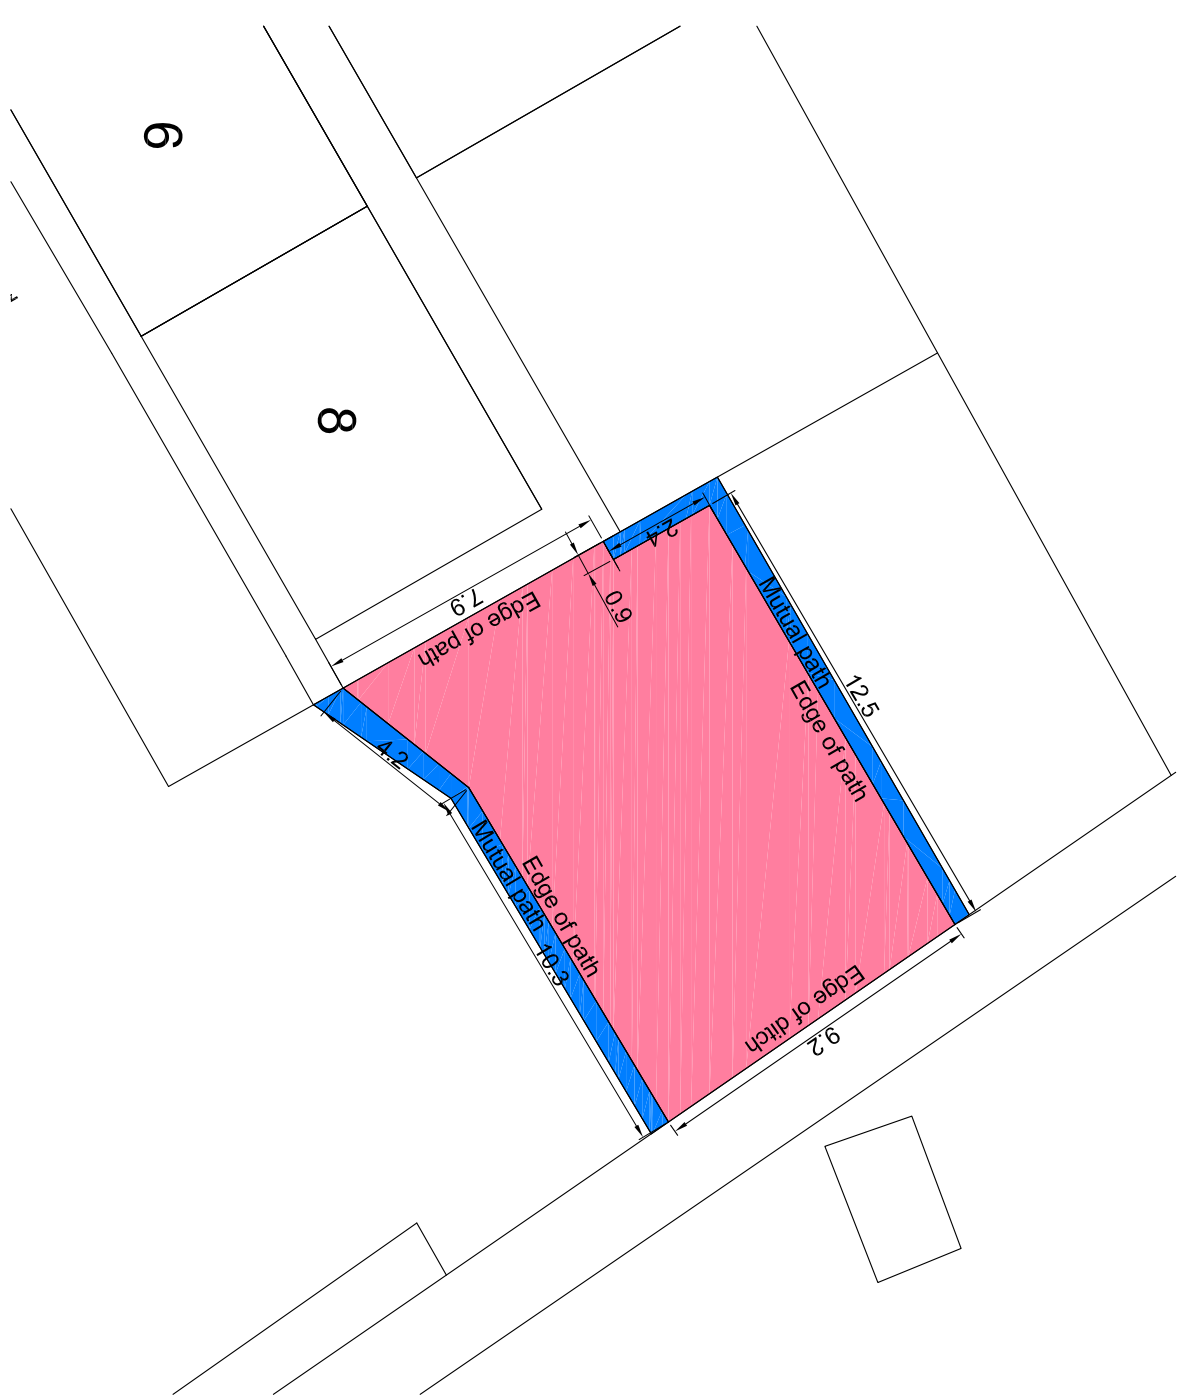 6
8
2.4
7.9
Edge of path
0.9
Mutual path
12.5
Edge of path
4.2
Mutual path
Edge of path
10.3
Edge of ditch
9.2